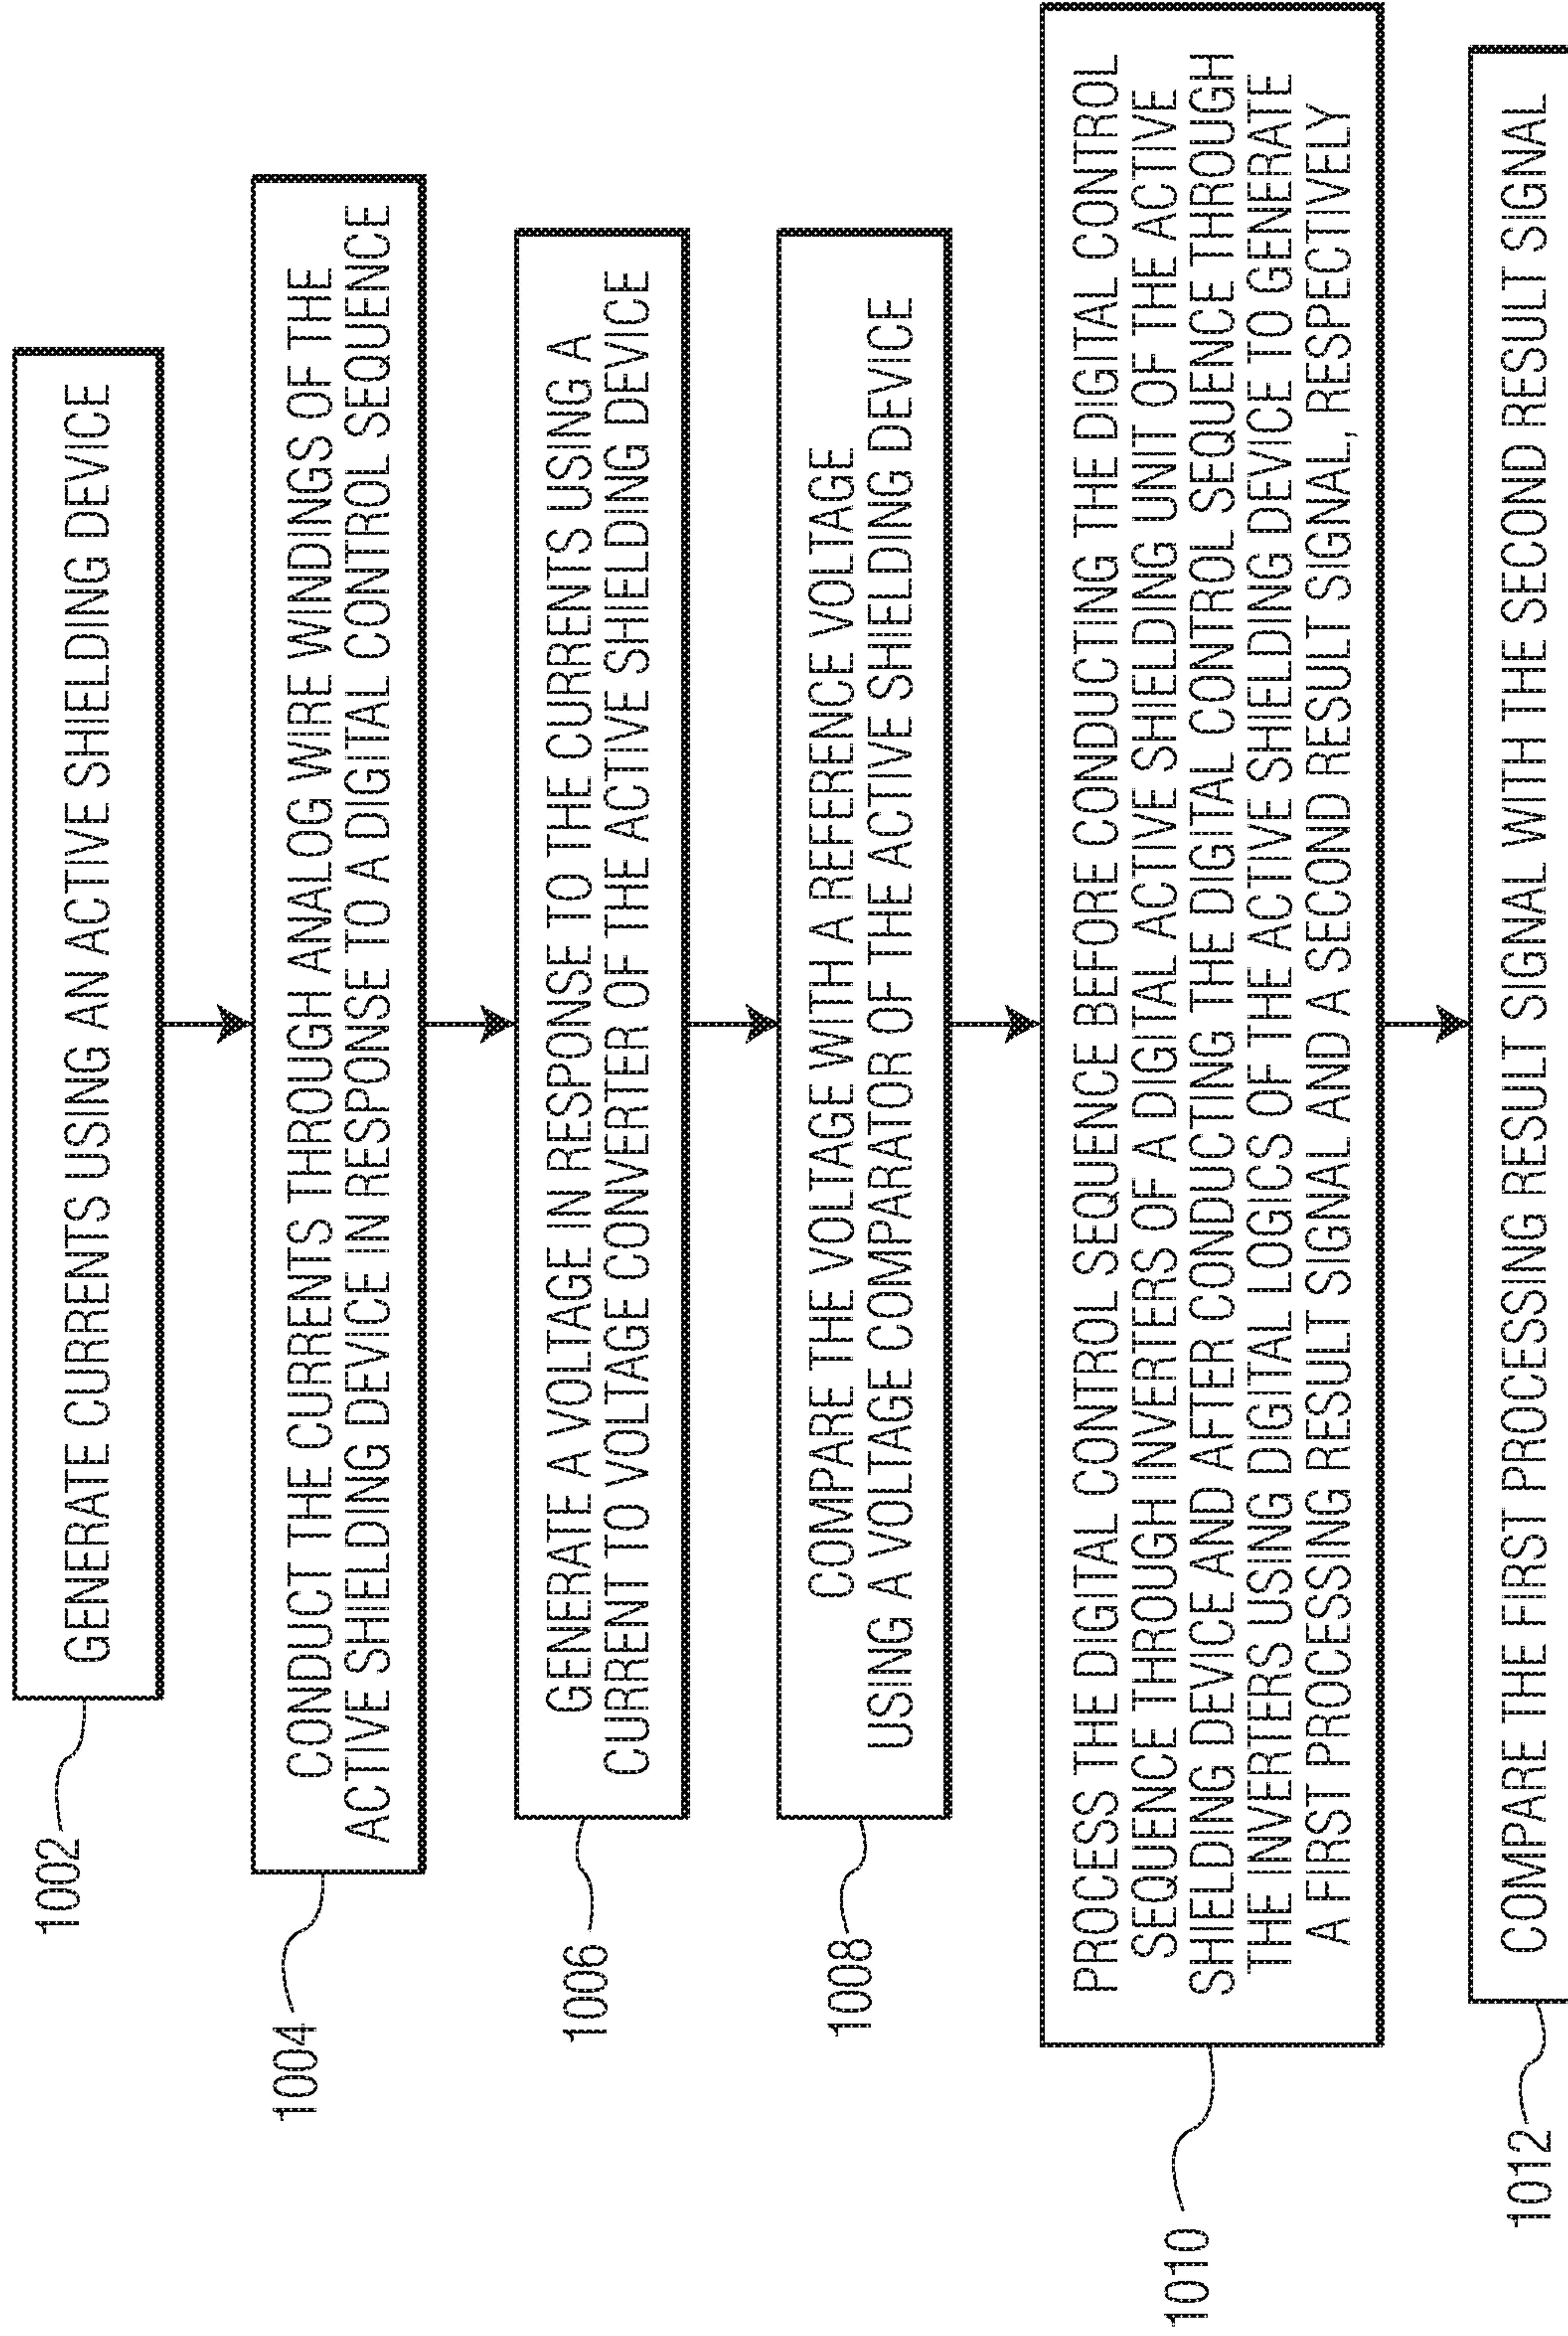 1002
GENERATE CURRENTS USING AN ACTIVE SHIELDING DEVICE
1004
CONDUCT THE CURRENTS THROUGH ANALOG WIRE WINDINGS OF THE
ACTIVE SHIELDING DEVICE IN RESPONSE TO A DIGITAL CONTROL SEQUENCE
1006
GENERATE A VOLTAGE IN RESPONSE TO THE CURRENTS USING A
CURRENT TO VOLTAGE CONVERTER OF THE ACTIVE SHIELDING DEVICE
1008
COMPARE THE VOLTAGE WITH A REFERENCE VOLTAGE
USING A VOLTAGE COMPARATOR OF THE ACTIVE SHIELDING DEVICE
1010
PROCESS THE DIGITAL CONTROL SEQUENCE BEFORE CONDUCTING THE DIGITAL CONTROL
SEQUENCE THROUGH INVERTERS OF A DIGITAL ACTIVE SHIELDING UNIT OF THE ACTIVE
SHIELDING DEVICE AND AFTER CONDUCTING THE DIGITAL CONTROL SEQUENCE THROUGH
THE INVERTERS USING DIGITAL LOGICS OF THE ACTIVE SHIELDING DEVICE TO GENERATE
A FIRST PROCESSING RESULT SIGNAL AND A SECOND RESULT SIGNAL, RESPECTIVELY
1012
COMPARE THE FIRST PROCESSING RESULT SIGNAL WITH THE SECOND RESULT SIGNAL